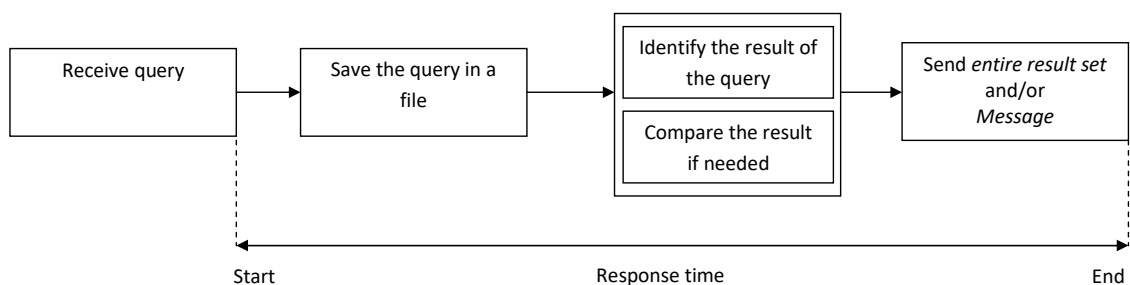 Receive query
Save the query in a
file
Identify the result of
the query
Compare the result
if needed
Send entire result set
and/or
Message
Start
Response time
End